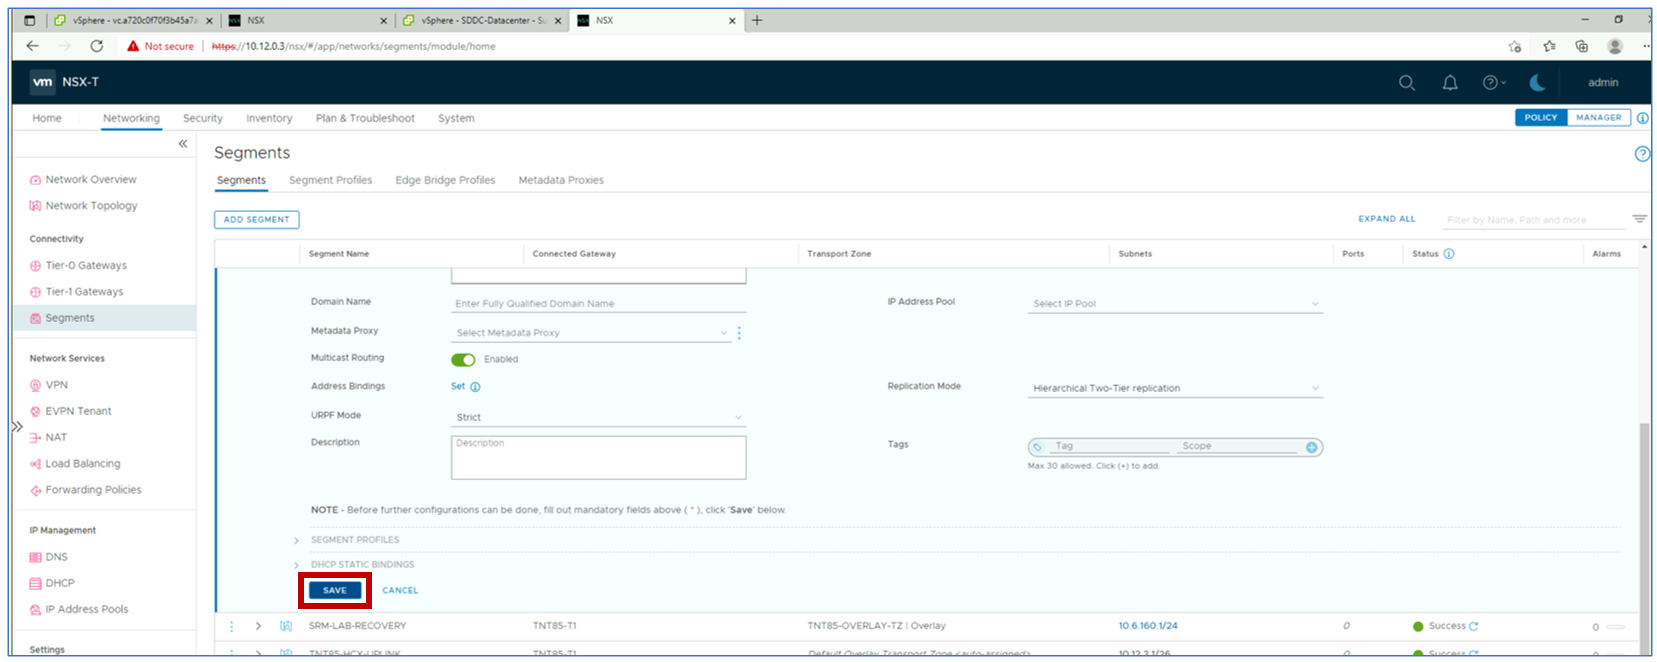 vSphere - vc.a720c0f70f3b45a7a
NSX
vSphere - SDDC-Datacenter - Su
NSX
Not secure
https://10.12.0.3/nsx/#/app/networks/segments/module/home
vm NSX-T
admin
Home
Networking
Security
Inventory
Plan & Troubleshoot
System
POLICY
MANAGER
Network Overview
Network Topology
Connectivity
Tier-0 Gateways
Tier-1 Gateways
Segments
Network Services
VPN
EVPN Tenant
NAT
Load Balancing
Forwarding Policies
IP Management
DNS
DHCP
IP Address Pools
Settings
Segments
Segments
Segment Profiles
Edge Bridge Profiles
Metadata Proxies
ADD SEGMENT
EXPAND ALL
Filter by Name, Path and more
Segment Name
Connected Gateway
Transport Zone
Subnets
Ports
Status
Alarms
Domain Name
Enter Fully Qualified Domain Name
IP Address Pool
Select IP Pool
Metadata Proxy
Select Metadata Proxy
Multicast Routing
Enabled
Address Bindings
Set
Replication Mode
Hierarchical Two-Tier replication
URPF Mode
Strict
Description
Description
Tags
Tag
Scope
Max 30 allowed. Click (+) to add.
NOTE - Before further configurations can be done, fill out mandatory fields above ( * ), click 'Save' below.
SEGMENT PROFILES
DHCP STATIC BINDINGS
SAVE
CANCEL
SRM-LAB-RECOVERY
TNT85-T1
TNT85-OVERLAY-TZ | Overlay
10.6.160.1/24
0
Success
0
TNT85-HCX-UPLINK
TNT85-T1
Default Overlay Transport Zone <auto-assigned>
10.12.3.1/26
0
Success
0